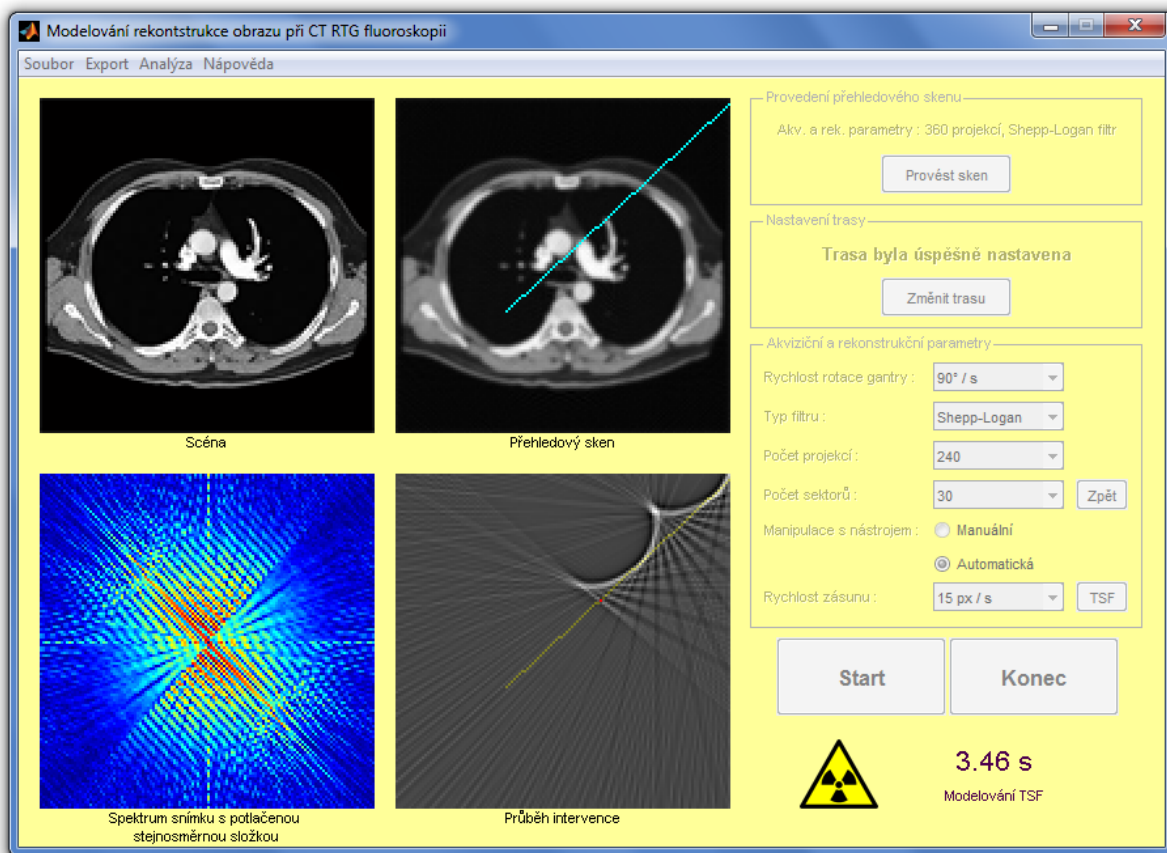 Modelování rekontstrukce obrazu při CT RTG fluoroskopii
Soubor Export Analýza Nápověda
Scéna
Přehledový sken
Spektrum snímku s potlačenou
stejnosměrnou složkou
Průběh intervence
Provedení přehledového skenu
Akv. a rek. parametry : 360 projekcí, Shepp-Logan filtr
Provést sken
Nastavení trasy
Trasa byla úspěšně nastavena
Změnit trasu
Akviziční a rekonstrukční parametry
Rychlost rotace gantry : 90° / s
Typ filtru : Shepp-Logan
Počet projekcí : 240
Počet sektorů : 30 Zpět
Manipulace s nástrojem : Manuální
Automatická
Rychlost zásunu : 15 px / s TSF
Start Konec
3.46 s
Modelování TSF